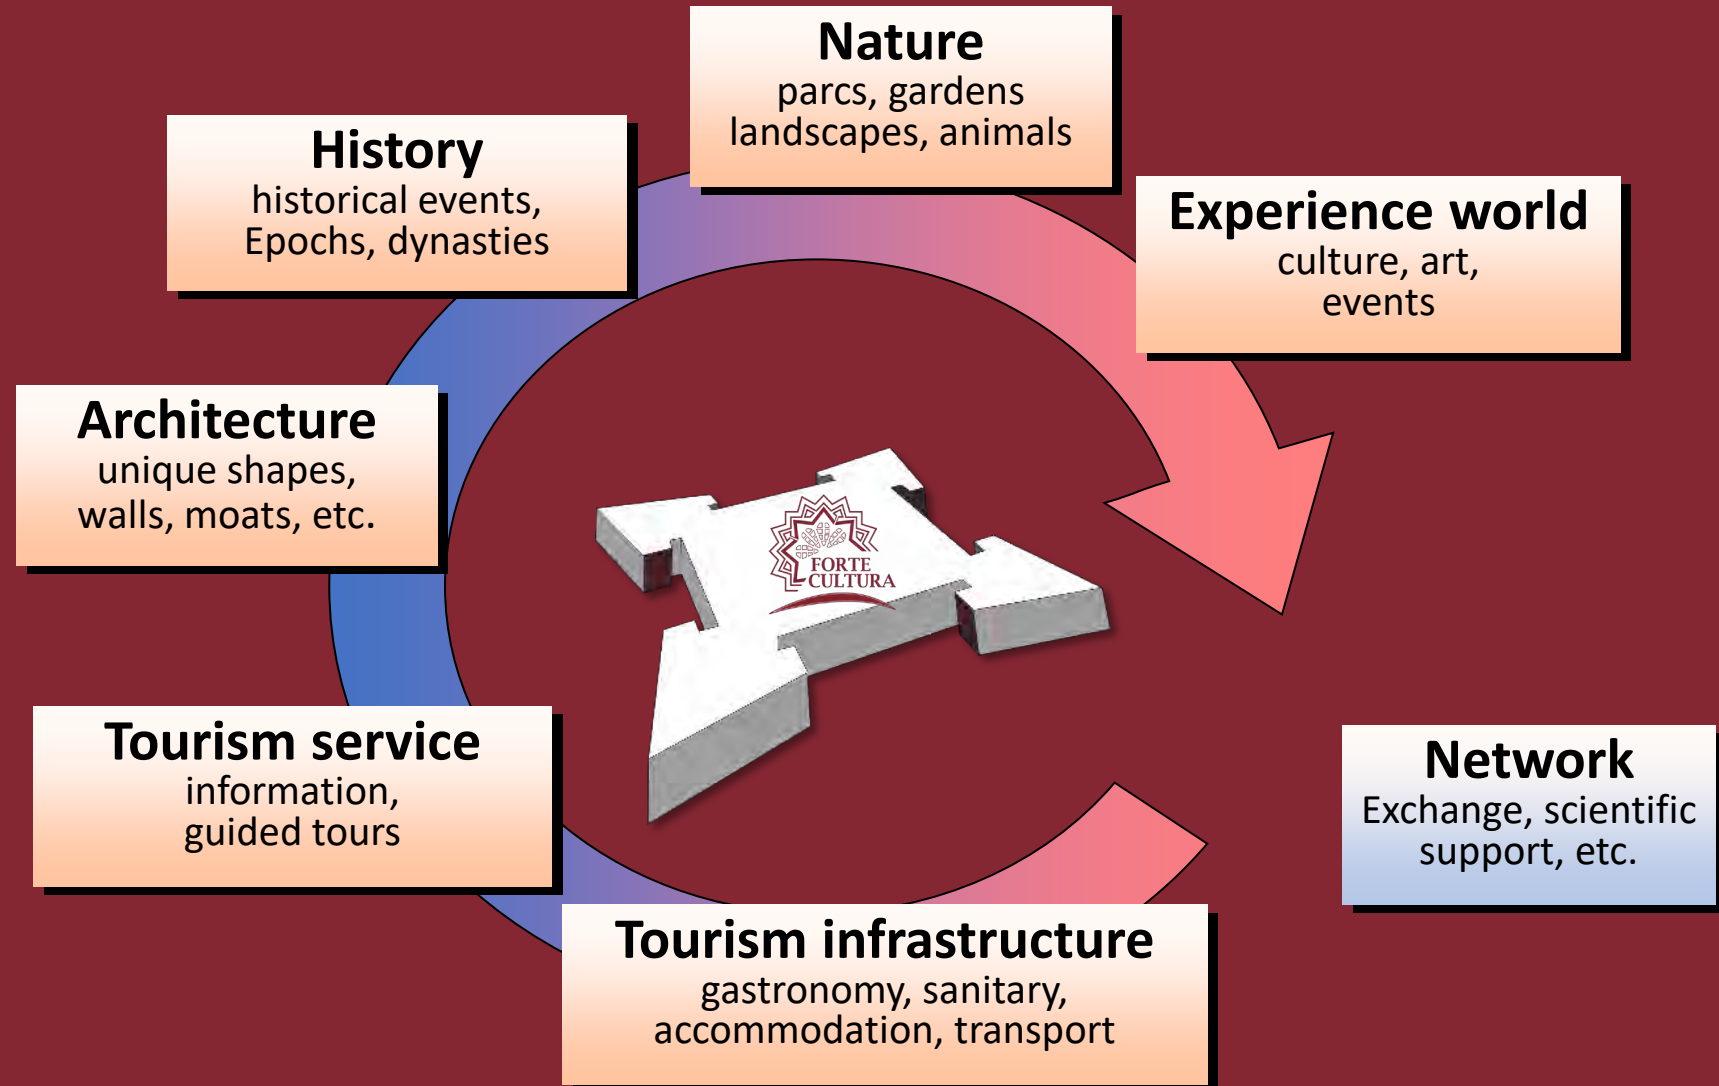 Nature
parcs, gardens
landscapes, animals
History
historical events,
Epochs, dynasties
Experience world
culture, art,
events
Architecture
unique shapes,
walls, moats, etc.
FORTE
CULTURA
Tourism service
information,
guided tours
Network
Exchange, scientific
support, etc.
Tourism infrastructure
gastronomy, sanitary,
accommodation, transport